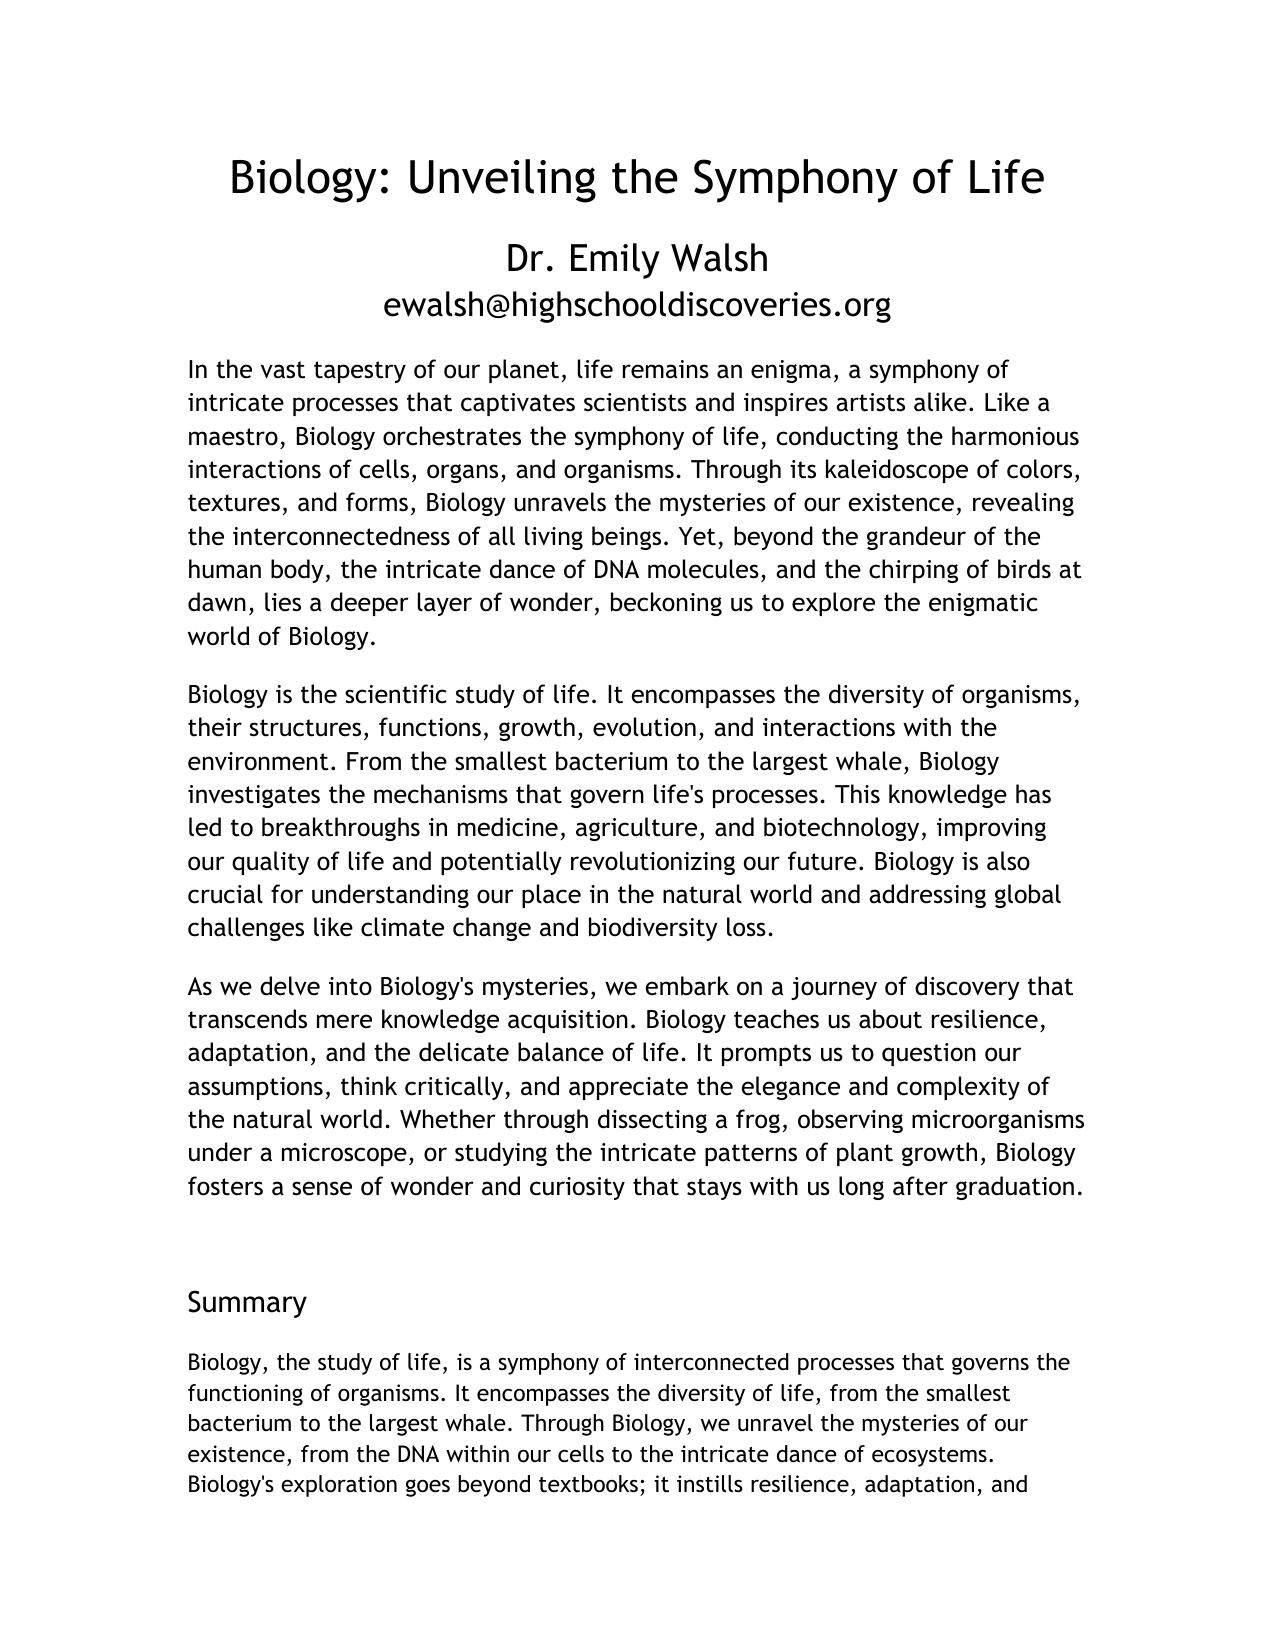 Biology: Unveiling the Symphony of Life
Dr. Emily Walsh
ewalsh@highschooldiscoveries.org
In the vast tapestry of our planet, life remains an enigma, a symphony of
intricate processes that captivates scientists and inspires artists alike. Like a
maestro, Biology orchestrates the symphony of life, conducting the harmonious
interactions of cells, organs, and organisms. Through its kaleidoscope of colors,
textures, and forms, Biology unravels the mysteries of our existence, revealing
the interconnectedness of all living beings. Yet, beyond the grandeur of the
human body, the intricate dance of DNA molecules, and the chirping of birds at
dawn, lies a deeper layer of wonder, beckoning us to explore the enigmatic
world of Biology.
Biology is the scientific study of life. It encompasses the diversity of organisms,
their structures, functions, growth, evolution, and interactions with the
environment. From the smallest bacterium to the largest whale, Biology
investigates the mechanisms that govern life's processes. This knowledge has
led to breakthroughs in medicine, agriculture, and biotechnology, improving
our quality of life and potentially revolutionizing our future. Biology is also
crucial for understanding our place in the natural world and addressing global
challenges like climate change and biodiversity loss.
As we delve into Biology's mysteries, we embark on a journey of discovery that
transcends mere knowledge acquisition. Biology teaches us about resilience,
adaptation, and the delicate balance of life. It prompts us to question our
assumptions, think critically, and appreciate the elegance and complexity of
the natural world. Whether through dissecting a frog, observing microorganisms
under a microscope, or studying the intricate patterns of plant growth, Biology
fosters a sense of wonder and curiosity that stays with us long after graduation.
Summary
Biology, the study of life, is a symphony of interconnected processes that governs the
functioning of organisms. It encompasses the diversity of life, from the smallest
bacterium to the largest whale. Through Biology, we unravel the mysteries of our
existence, from the DNA within our cells to the intricate dance of ecosystems.
Biology's exploration goes beyond textbooks; it instills resilience, adaptation, and